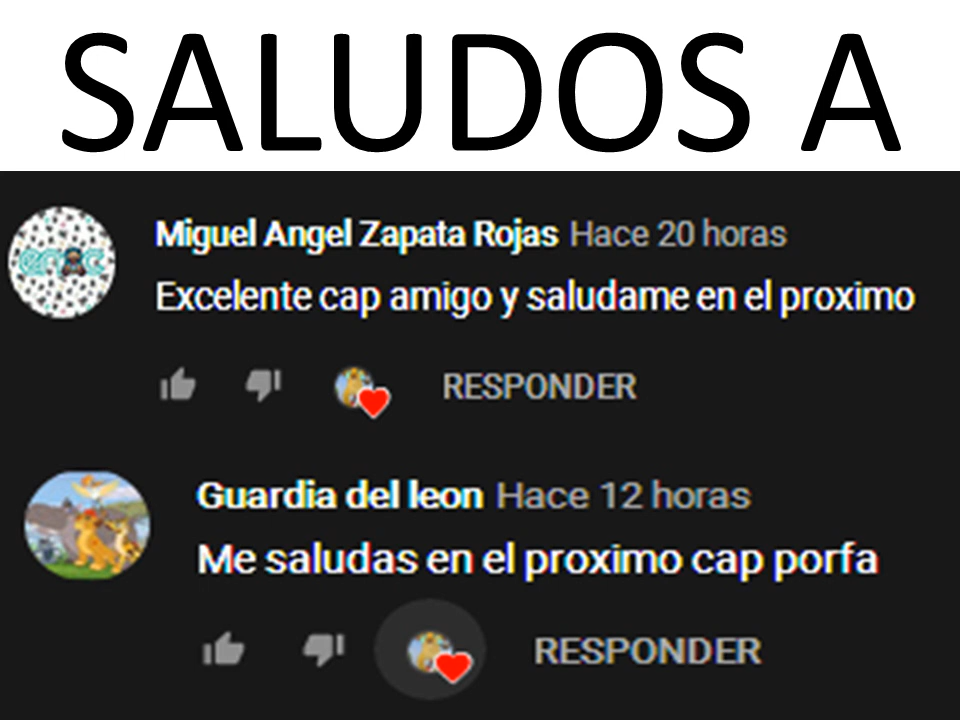 SALUDOS A
Miguel Angel Zapata Rojas Hace 20 horas
Excelente cap amigo y saludame en el proximo
RESPONDER
Guardia del leon Hace 12 horas
Me saludas en el proximo cap porfa
RESPONDER